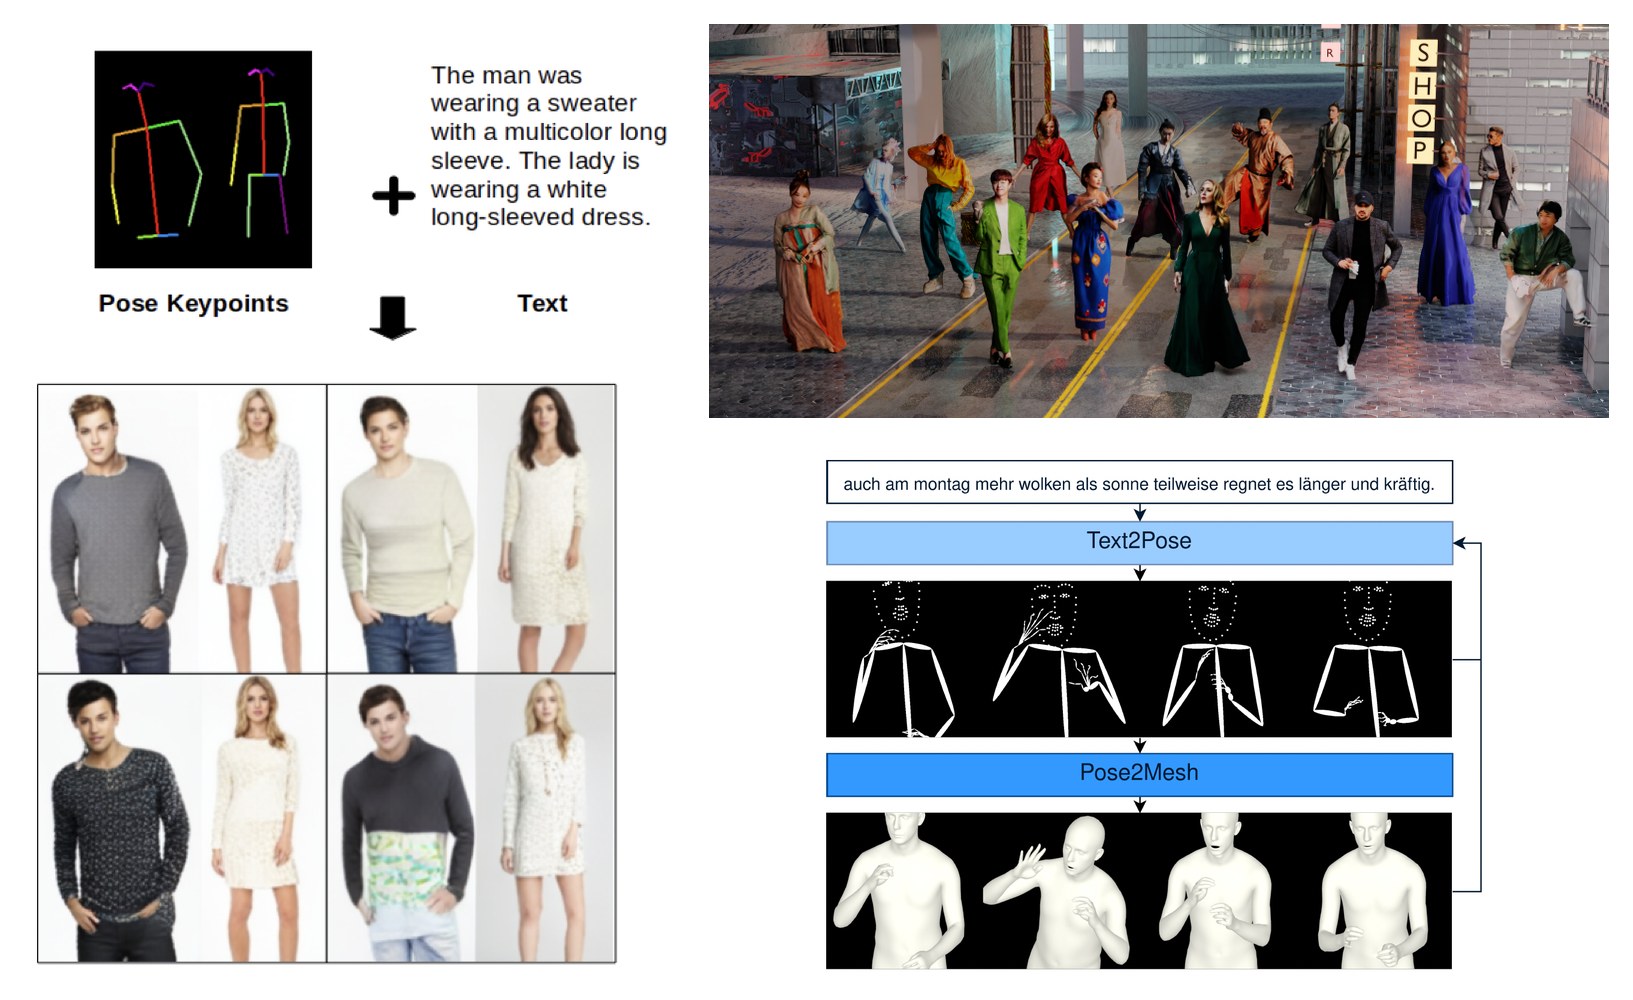 The man was
wearing a sweater
with a multicolor long
sleeve. The lady is
wearing a white
long-sleeved dress.
Pose Keypoints
Text
R
S
H
O
P
auch am montag mehr wolken als sonne teilweise regnet es länger und kräftig.
Text2Pose
Pose2Mesh